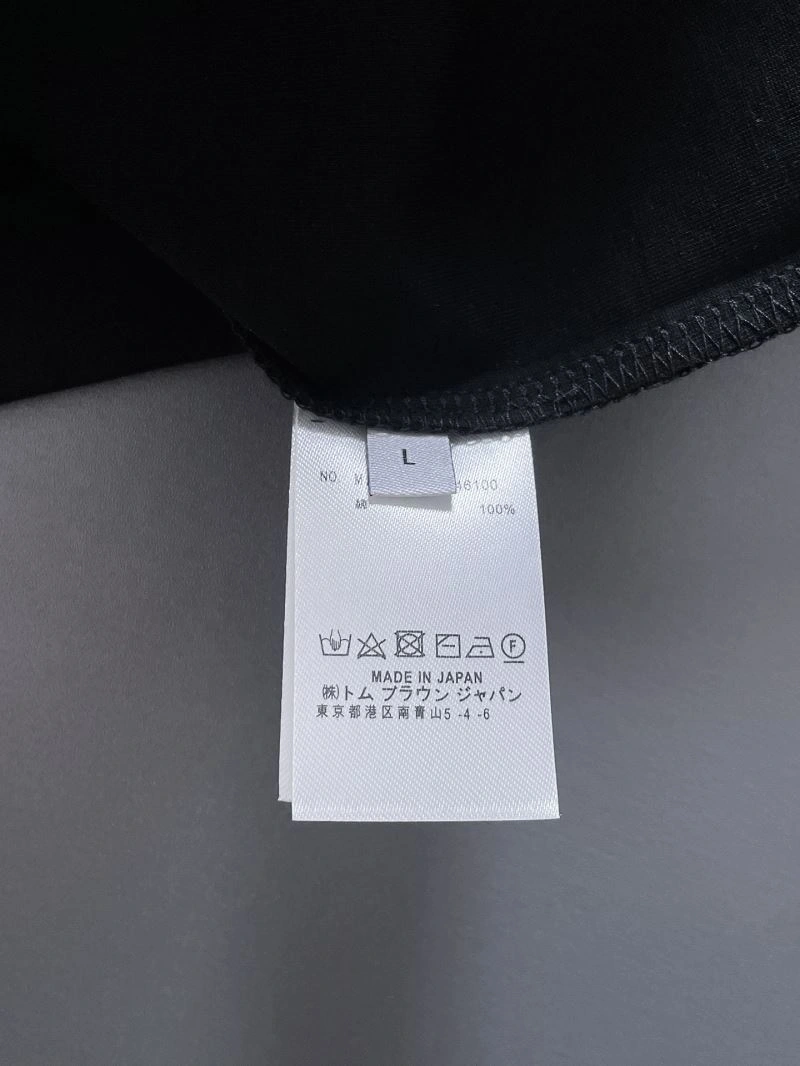 L
NO. M 46100
綿 100%
F
MADE IN JAPAN
㈱トム ブラウン ジャパン
東京都港区南青山5 -4 -6